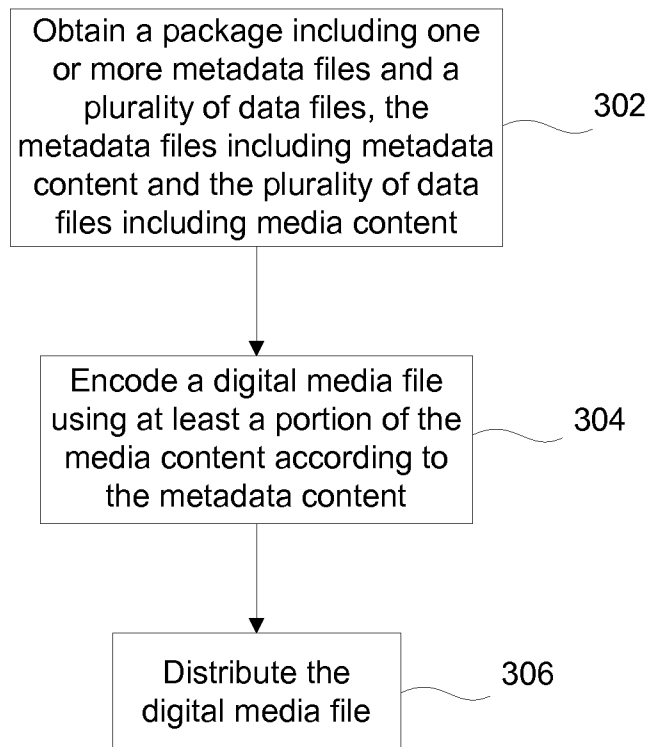 Obtain a package including one
or more metadata files and a
plurality of data files, the
metadata files including metadata
content and the plurality of data
files including media content
302
Encode a digital media file
using at least a portion of the
media content according to
the metadata content
304
Distribute the
digital media file
306